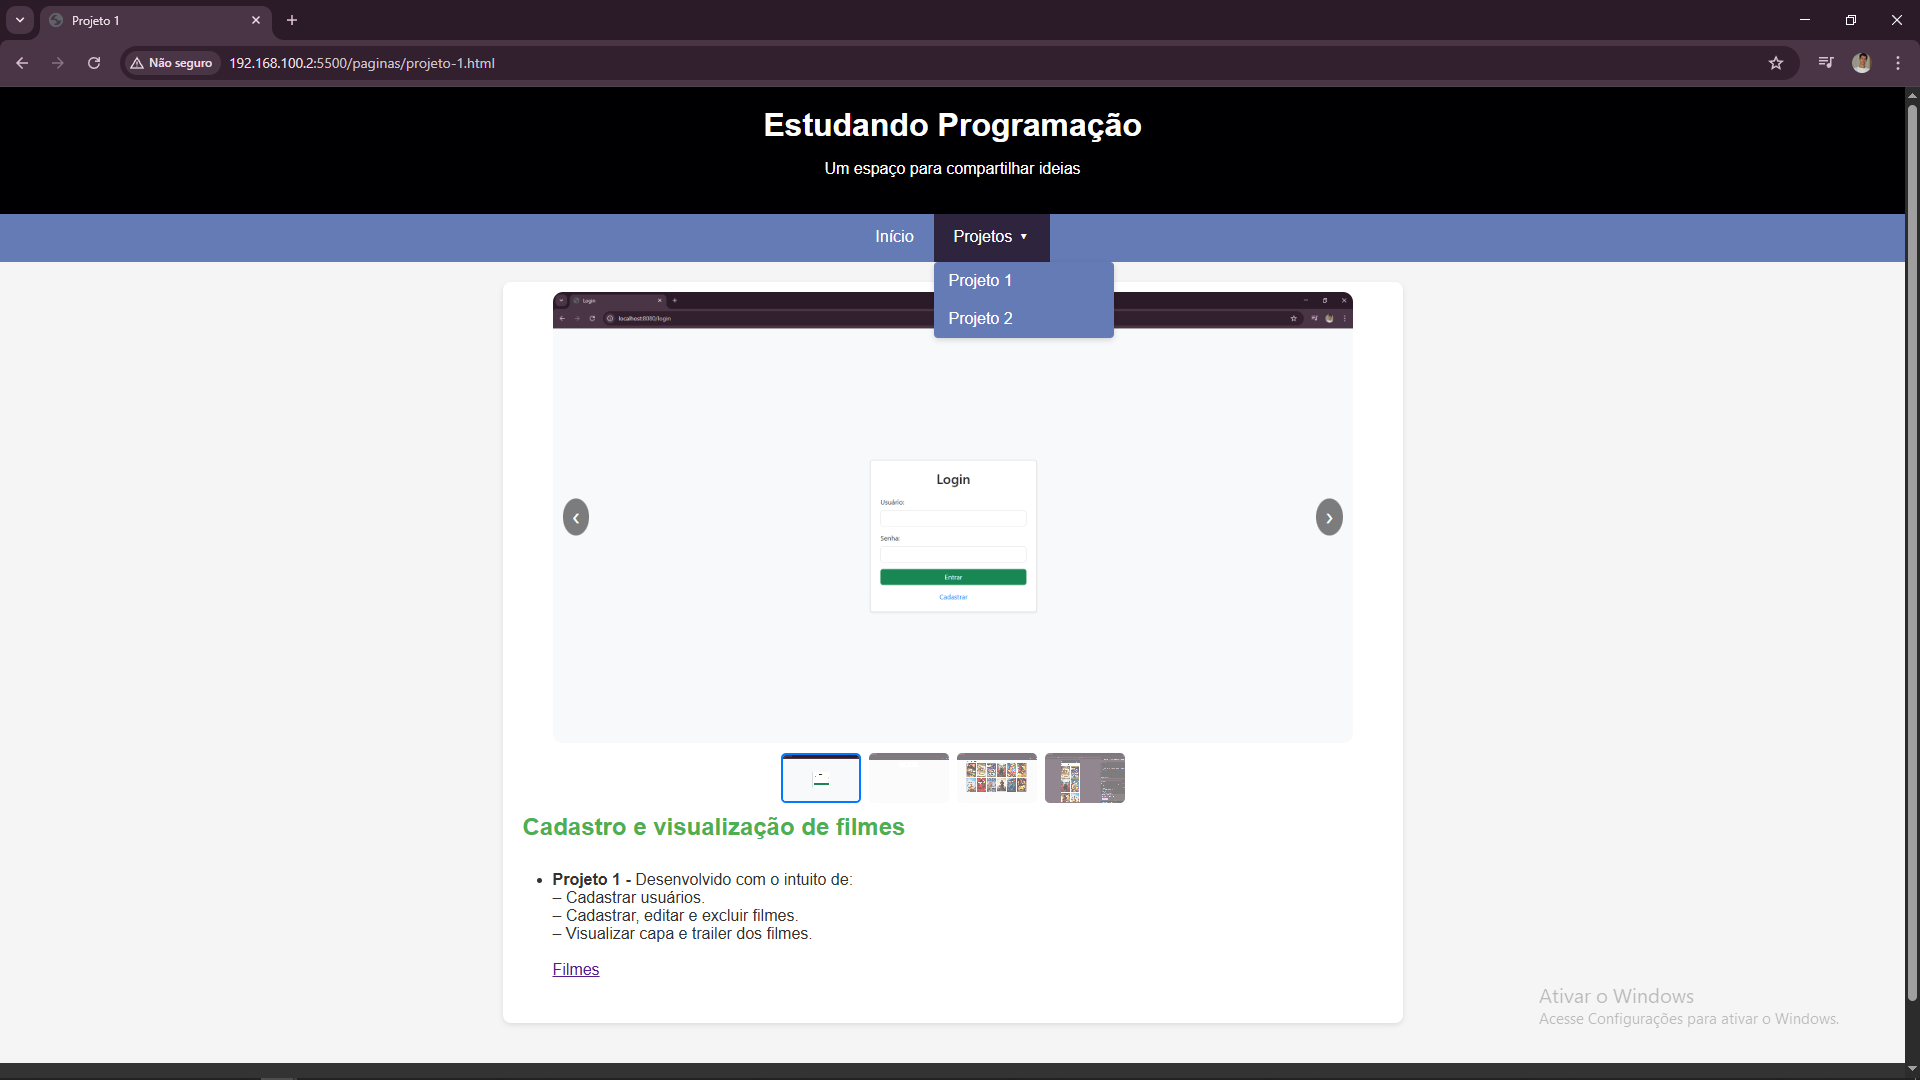 Projeto 1
Não seguro 192.168.100.2:5500/paginas/projeto-1.html
Estudando Programação
Um espaço para compartilhar ideias
Início Projetos ▼
Projeto 1
Projeto 2
Login
localhost:8080/login
Login
Usuário:
Senha:
Entrar
Cadastrar
Cadastro e visualização de filmes
• Projeto 1 - Desenvolvido com o intuito de:
– Cadastrar usuários.
– Cadastrar, editar e excluir filmes.
– Visualizar capa e trailer dos filmes.
Filmes
Ativar o Windows
Acesse Configurações para ativar o Windows.